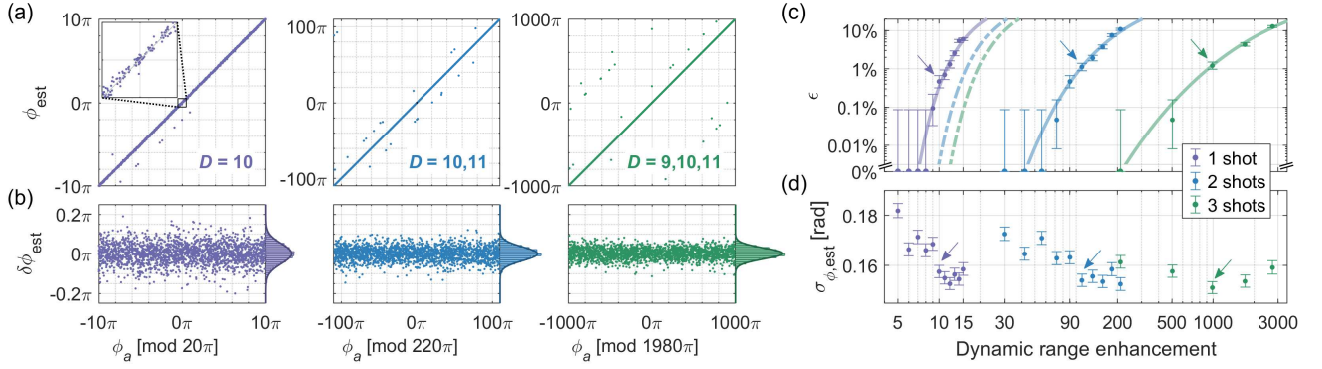 (a)
10π
0π
-10π
ϕest
D = 10
100π
0π
-100π
D = 10,11
1000π
0π
-1000π
D = 9,10,11
(b)
0.2π
0π
-0.2π
δϕest
-10π 0π 10π
ϕa [mod 20π]
-100π 0π 100π
ϕa [mod 220π]
-1000π 0π 1000π
ϕa [mod 1980π]
(c)
10%
1%
0.1%
0.01%
0%
ϵ
1 shot
2 shots
3 shots
(d)
0.18
0.16
σϕ,est [rad]
5 10 15 30 90 200 500 1000 3000
Dynamic range enhancement